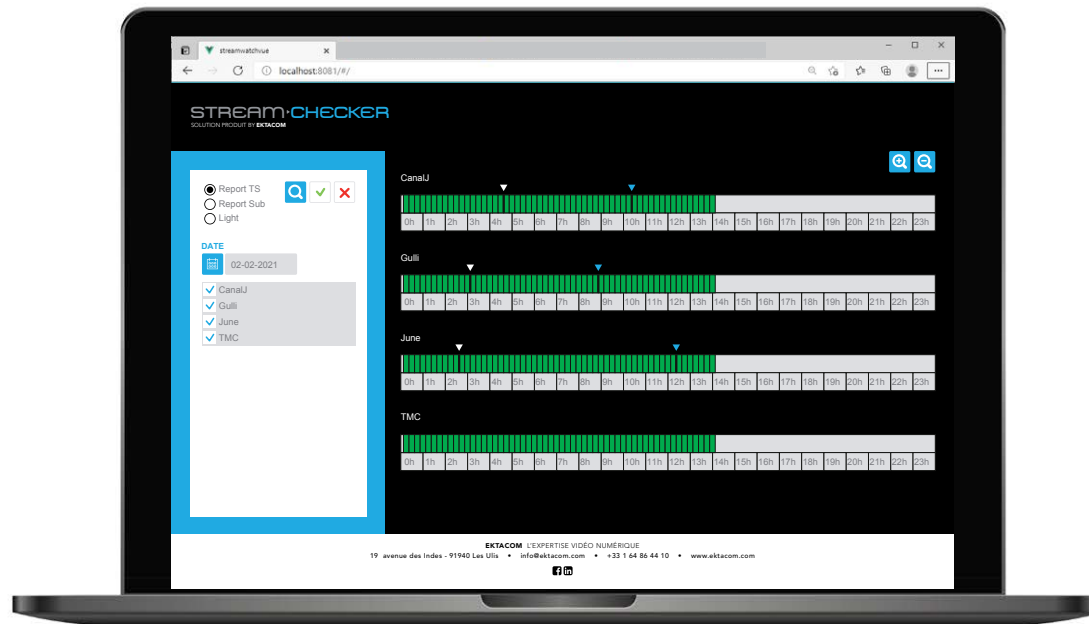 streamwatchvue
localhost:8081/#/
STREAM·CHECKER
SOLUTION PRODUIT BY EKTACOM
Report TS
Report Sub
Light
DATE
02-02-2021
CanalJ
Gulli
June
TMC
CanalJ
0h 1h 2h 3h 4h 5h 6h 7h 8h 9h 10h 11h 12h 13h 14h 15h 16h 17h 18h 19h 20h 21h 22h 23h
Gulli
0h 1h 2h 3h 4h 5h 6h 7h 8h 9h 10h 11h 12h 13h 14h 15h 16h 17h 18h 19h 20h 21h 22h 23h
June
0h 1h 2h 3h 4h 5h 6h 7h 8h 9h 10h 11h 12h 13h 14h 15h 16h 17h 18h 19h 20h 21h 22h 23h
TMC
0h 1h 2h 3h 4h 5h 6h 7h 8h 9h 10h 11h 12h 13h 14h 15h 16h 17h 18h 19h 20h 21h 22h 23h
EKTACOM L'EXPERTISE VIDÉO NUMÉRIQUE
19 avenue des Indes - 91940 Les Ulis • info@ektacom.com • +33 1 64 86 44 10 • www.ektacom.com